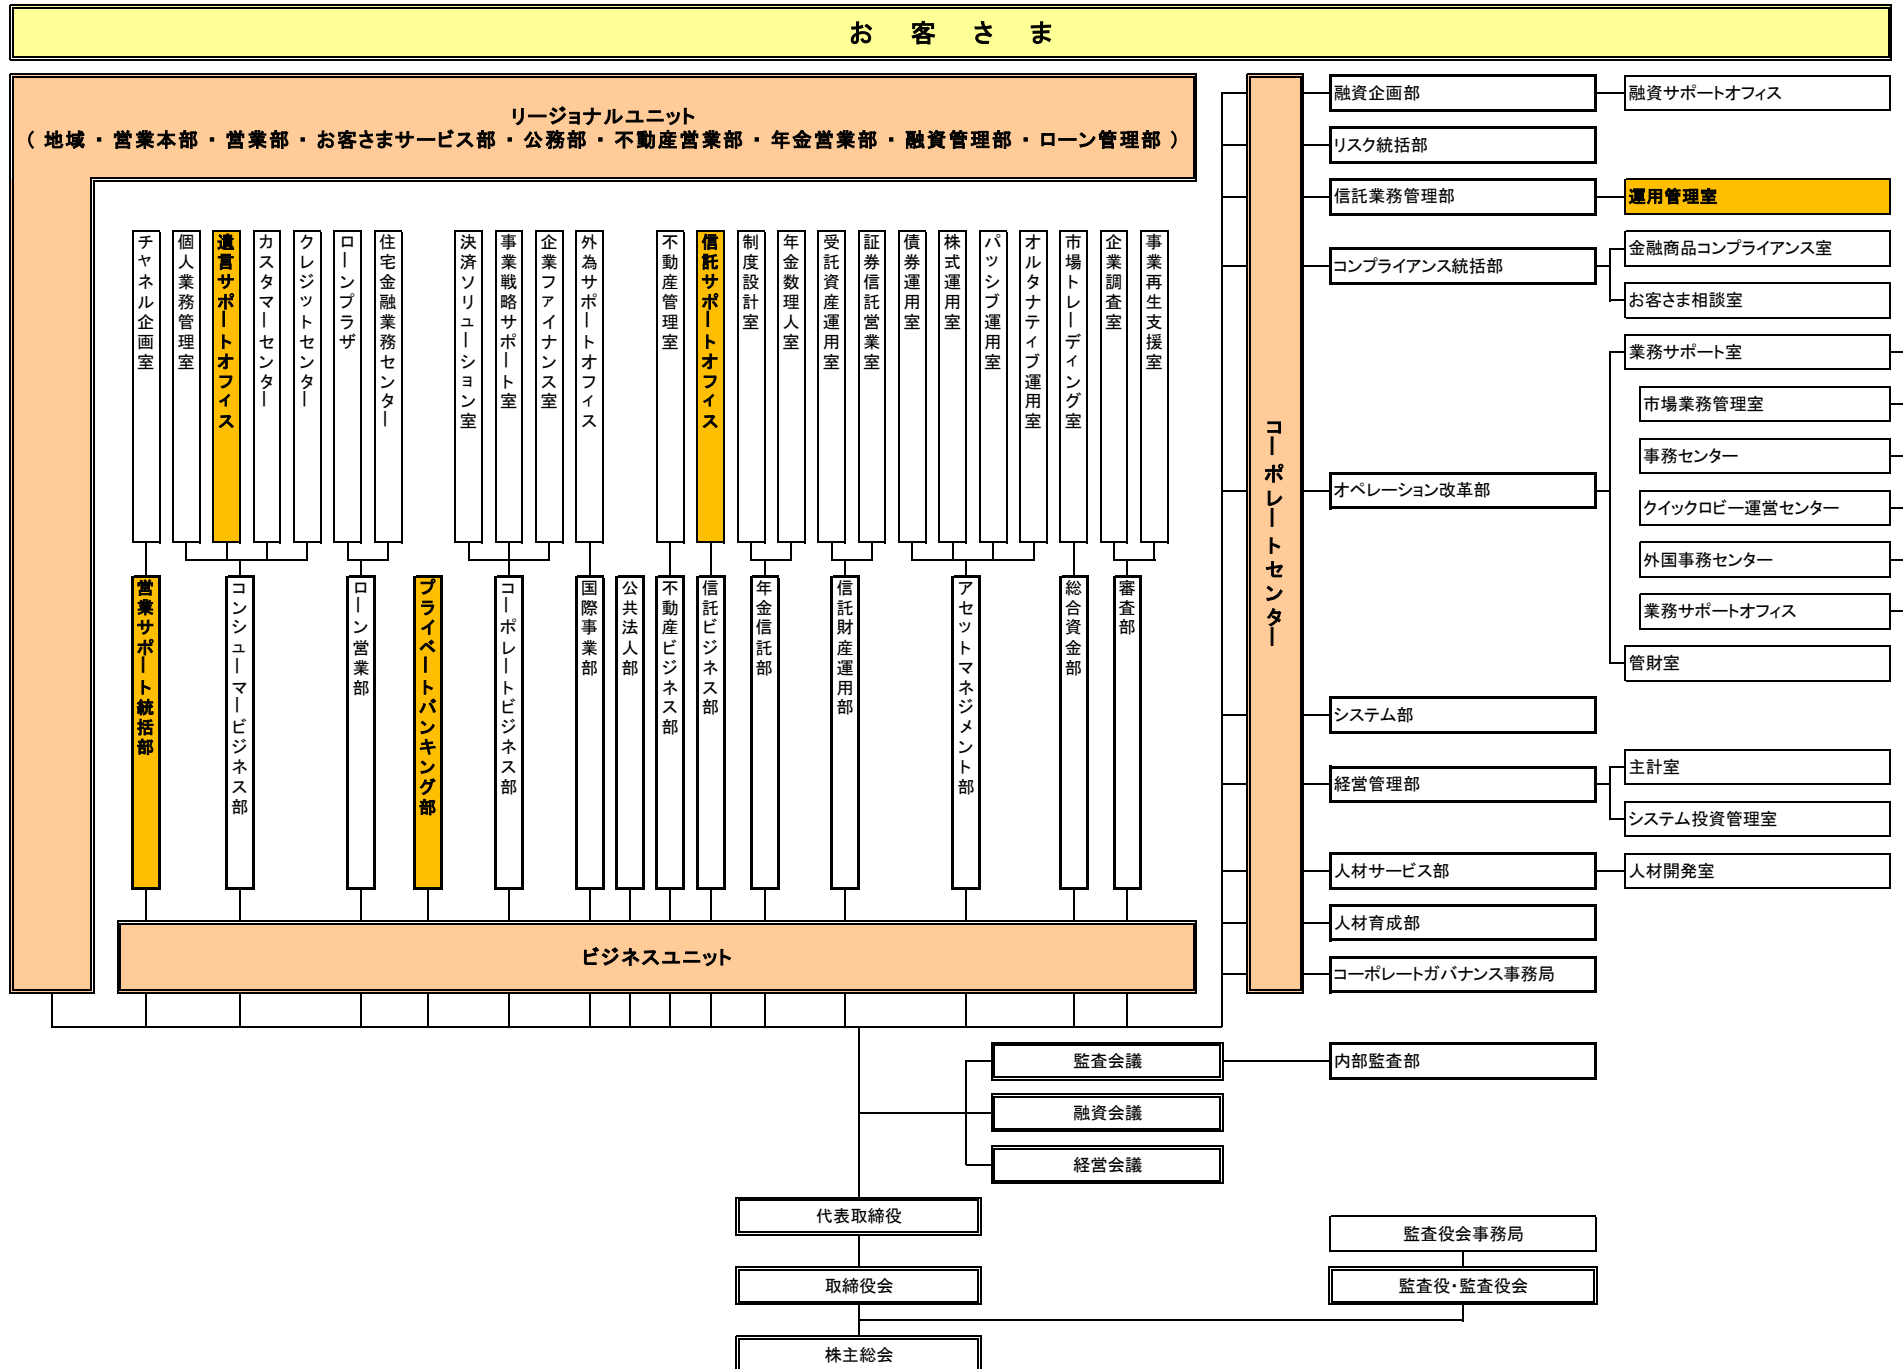 お 客 さ ま
リージョナルユニット
( 地域 ・ 営業本部 ・ 営業部 ・ お客さまサービス部 ・ 公務部 ・ 不動産営業部 ・ 年金営業部 ・ 融資管理部 ・ ローン管理部 )
チャネル企画室
個人業務管理室
遺言サポートオフィス
カスタマーセンター
クレジットセンター
ローンプラザ
住宅金融業務センター
決済ソリューション室
事業戦略サポート室
企業ファイナンス室
外為サポートオフィス
不動産管理室
信託サポートオフィス
制度設計室
年金数理人室
受託資産運用室
証券信託営業室
債券運用室
株式運用室
パッシブ運用室
オルタナティブ運用室
市場トレーディング室
企業調査室
事業再生支援室
営業サポート統括部
コンシューマービジネス部
ローン営業部
プライベートバンキング部
コーポレートビジネス部
国際事業部
公共法人部
不動産ビジネス部
信託ビジネス部
年金信託部
信託財産運用部
アセットマネジメント部
総合資金部
審査部
ビジネスユニット
コーポレートセンター
融資企画部
融資サポートオフィス
リスク統括部
信託業務管理部
運用管理室
コンプライアンス統括部
金融商品コンプライアンス室
お客さま相談室
オペレーション改革部
業務サポート室
市場業務管理室
事務センター
クイックロビー運営センター
外国事務センター
業務サポートオフィス
管財室
システム部
経営管理部
主計室
システム投資管理室
人材サービス部
人材開発室
人材育成部
コーポレートガバナンス事務局
監査会議
内部監査部
融資会議
経営会議
代表取締役
監査役会事務局
取締役会
監査役・監査役会
株主総会